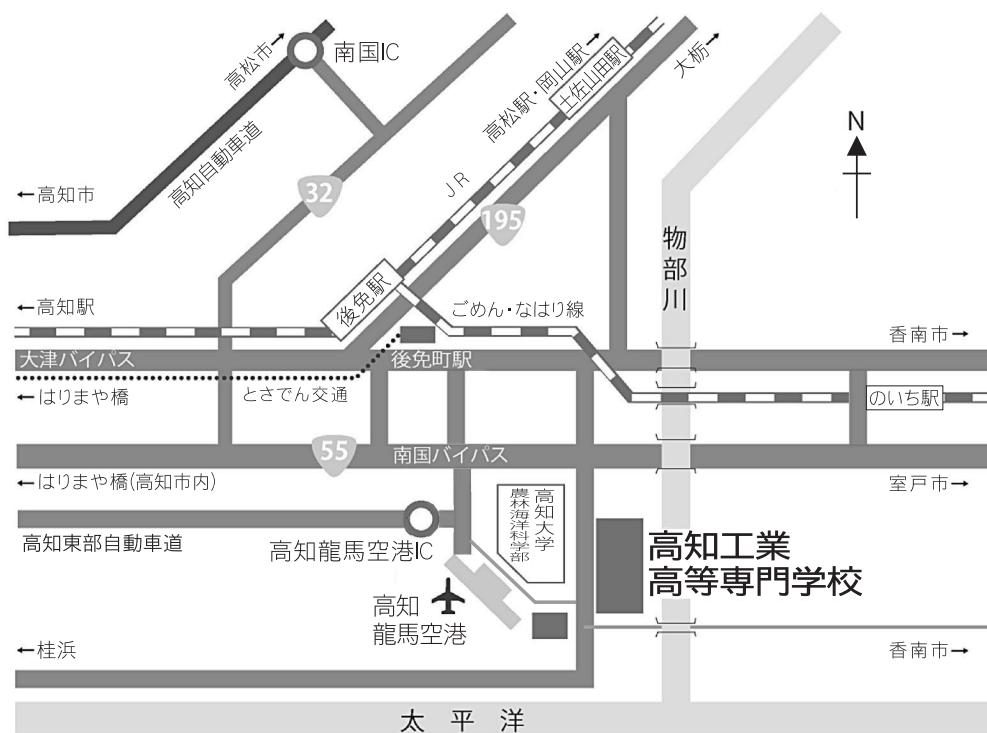 高松市→
南国IC
高知自動車道
←高知市
32
高松駅・岡山駅→
土佐山田駅
大栃→
JR
195
N
物部川
後免駅
←高知駅
ごめん・なはり線
香南市→
大津バイパス
後免町駅
←はりまや橋
とさでん交通
のいち駅
55
南国バイパス
←はりまや橋(高知市内)
室戸市→
高知大学
農林海洋科学部
高知東部自動車道
高知龍馬空港IC
高知工業
高等専門学校
高知
龍馬空港
←桂浜
香南市→
太平洋